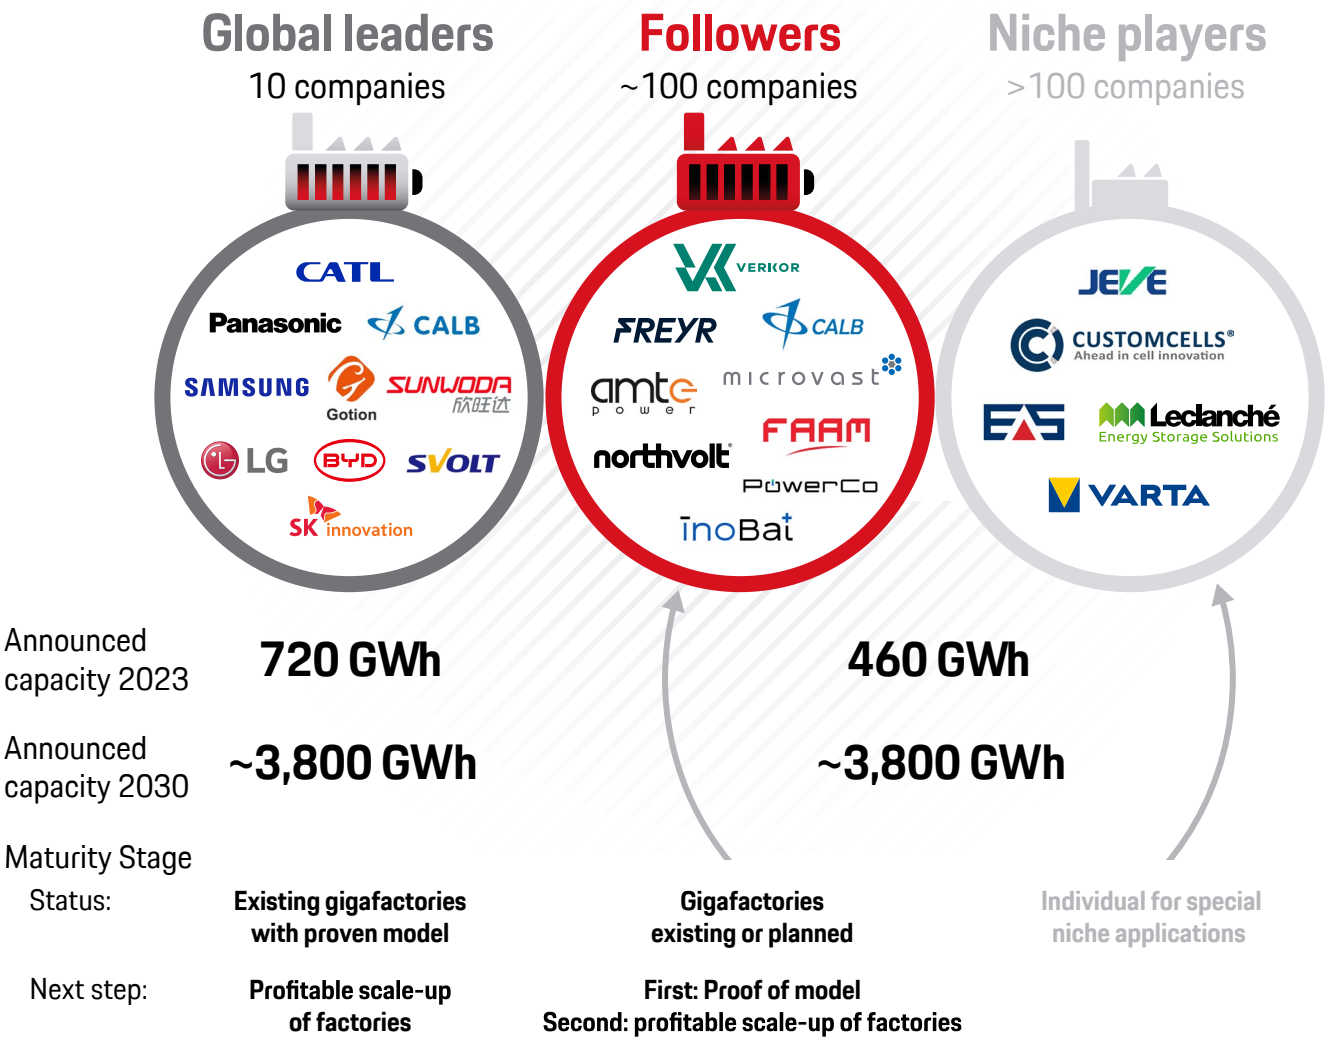 Global leaders
10 companies
Followers
~100 companies
Niche players
>100 companies
CATL
Panasonic
CALB
SAMSUNG
Gotion
SUNWODA
欣旺达
LG
BYD
SVOLT
SK innovation
VERKOR
FREYR
CALB
amte
power
microvast
FAAM
northvolt
PowerCo
inoBat
JEVE
CUSTOMCELLS®
Ahead in cell innovation
EAS
Leclanché
Energy Storage Solutions
VARTA
Announced
capacity 2023
720 GWh
460 GWh
Announced
capacity 2030
~3,800 GWh
~3,800 GWh
Maturity Stage
Status:
Existing gigafactories
with proven model
Gigafactories
existing or planned
Individual for special
niche applications
Next step:
Profitable scale-up
of factories
First: Proof of model
Second: profitable scale-up of factories